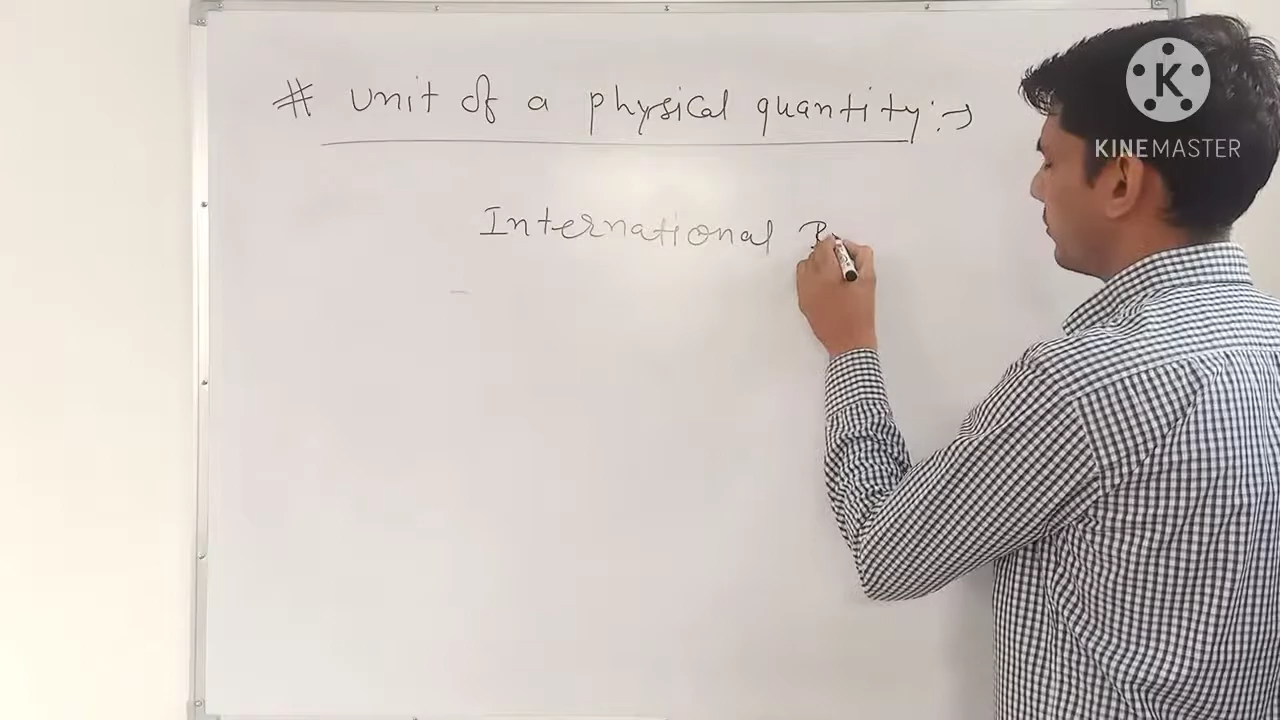 # unit of a physical quantity :→
International B
K
KINEMASTER